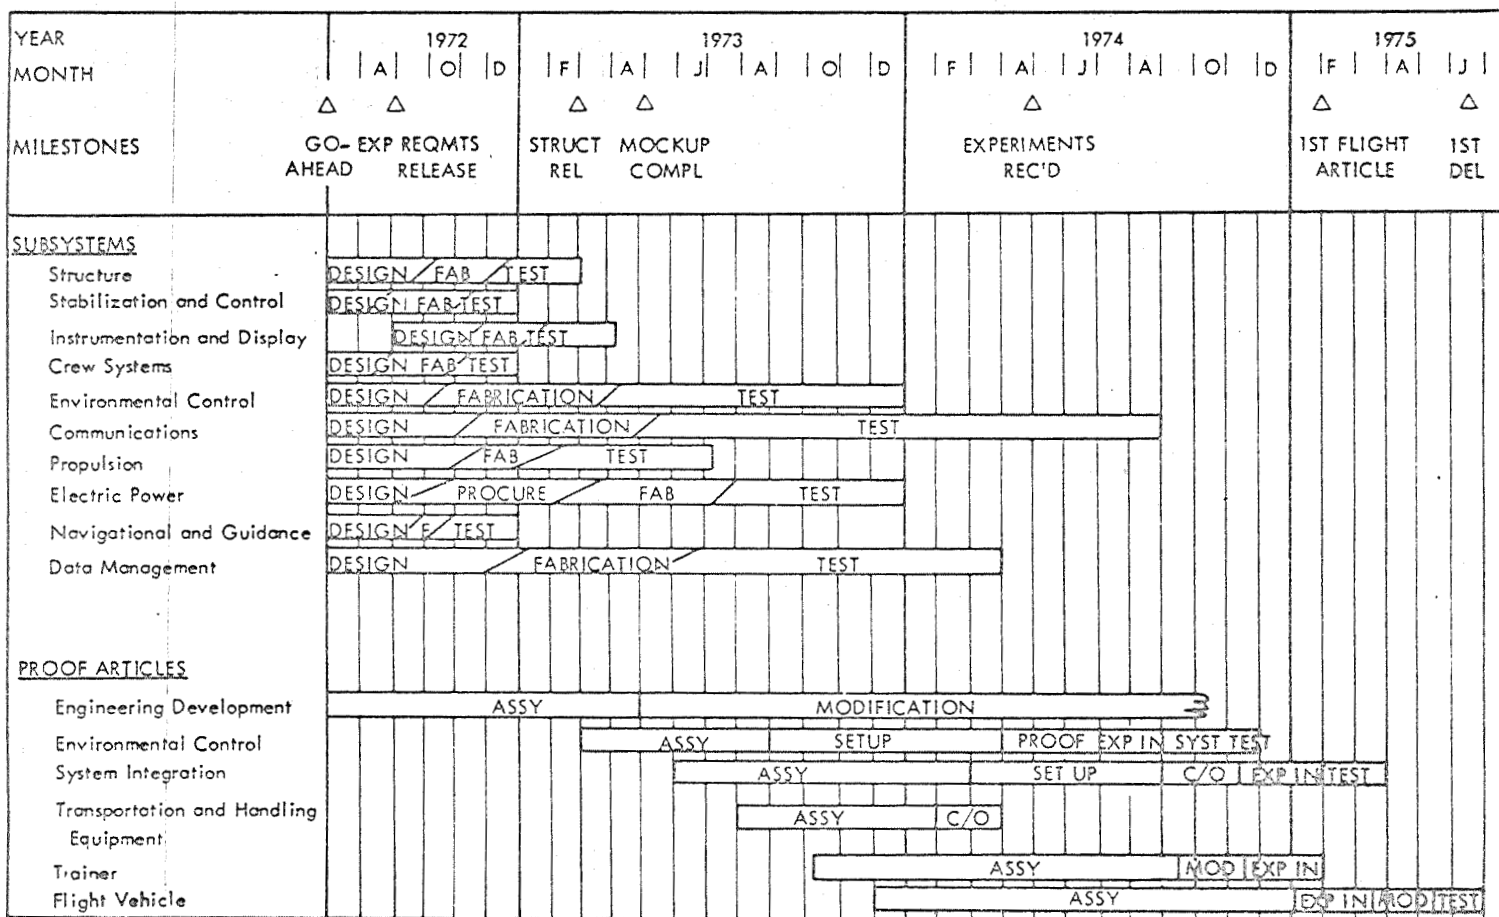 YEAR 1972 1973 1974 1975
MONTH A O D F A J A O D F A J A O D F A J
MILESTONES GO- EXP REQMTS STRUCT MOCKUP EXPERIMENTS 1ST FLIGHT 1ST
AHEAD RELEASE REL COMPL REC'D ARTICLE DEL
SUBSYSTEMS
Structure DESIGN FAB TEST
Stabilization and Control DESIGN FAB TEST
Instrumentation and Display DESIGN FAB TEST
Crew Systems DESIGN FAB TEST
Environmental Control DESIGN FABRICATION TEST
Communications DESIGN FABRICATION TEST
Propulsion DESIGN FAB TEST
Electric Power DESIGN PROCURE FAB TEST
Navigational and Guidance DESIGN F TEST
Data Management DESIGN FABRICATION TEST
PROOF ARTICLES
Engineering Development ASSY MODIFICATION
Environmental Control ASSY SETUP PROOF EXP IN SYST TEST
System Integration ASSY SET UP C/O EXP IN TEST
Transportation and Handling ASSY C/O
Equipment
Trainer ASSY MOD EXP IN
Flight Vehicle ASSY EXP IN MOD TEST